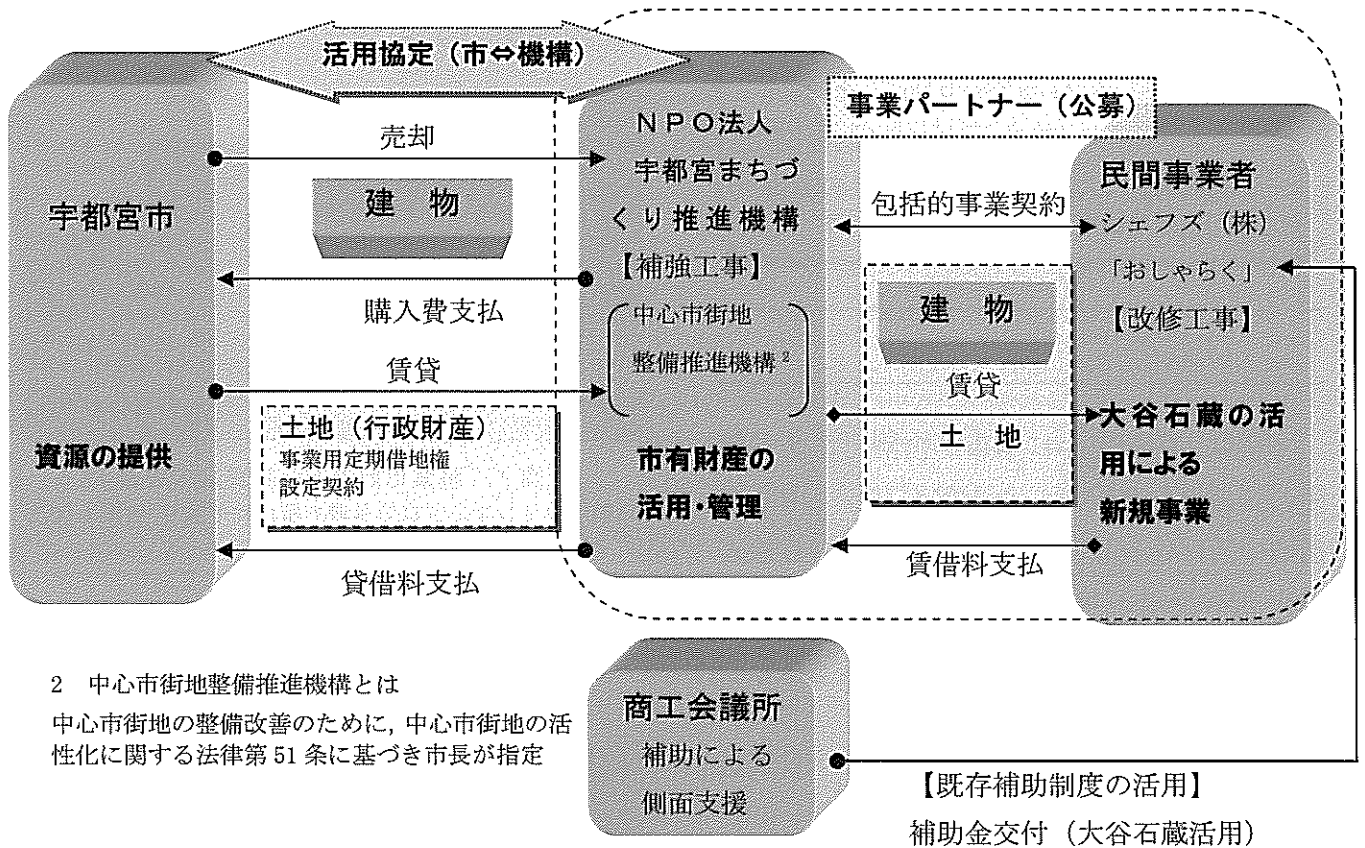 活用協定（市⇔機構）
宇都宮市
資源の提供
売却
建　物
購入費支払
賃貸
土地（行政財産）
事業用定期借地権
設定契約
貸借料支払
ＮＰＯ法人
宇都宮まちづ
くり推進機構
【補強工事】
中心市街地
整備推進機構²
市有財産の
活用・管理
事業パートナー（公募）
包括的事業契約
建　物
賃貸
土　地
賃借料支払
民間事業者
シェフズ（株）
「おしゃらく」
【改修工事】
大谷石蔵の活
用による
新規事業
2　中心市街地整備推進機構とは
中心市街地の整備改善のために，中心市街地の活
性化に関する法律第 51 条に基づき市長が指定
商工会議所
補助による
側面支援
【既存補助制度の活用】
補助金交付（大谷石蔵活用）